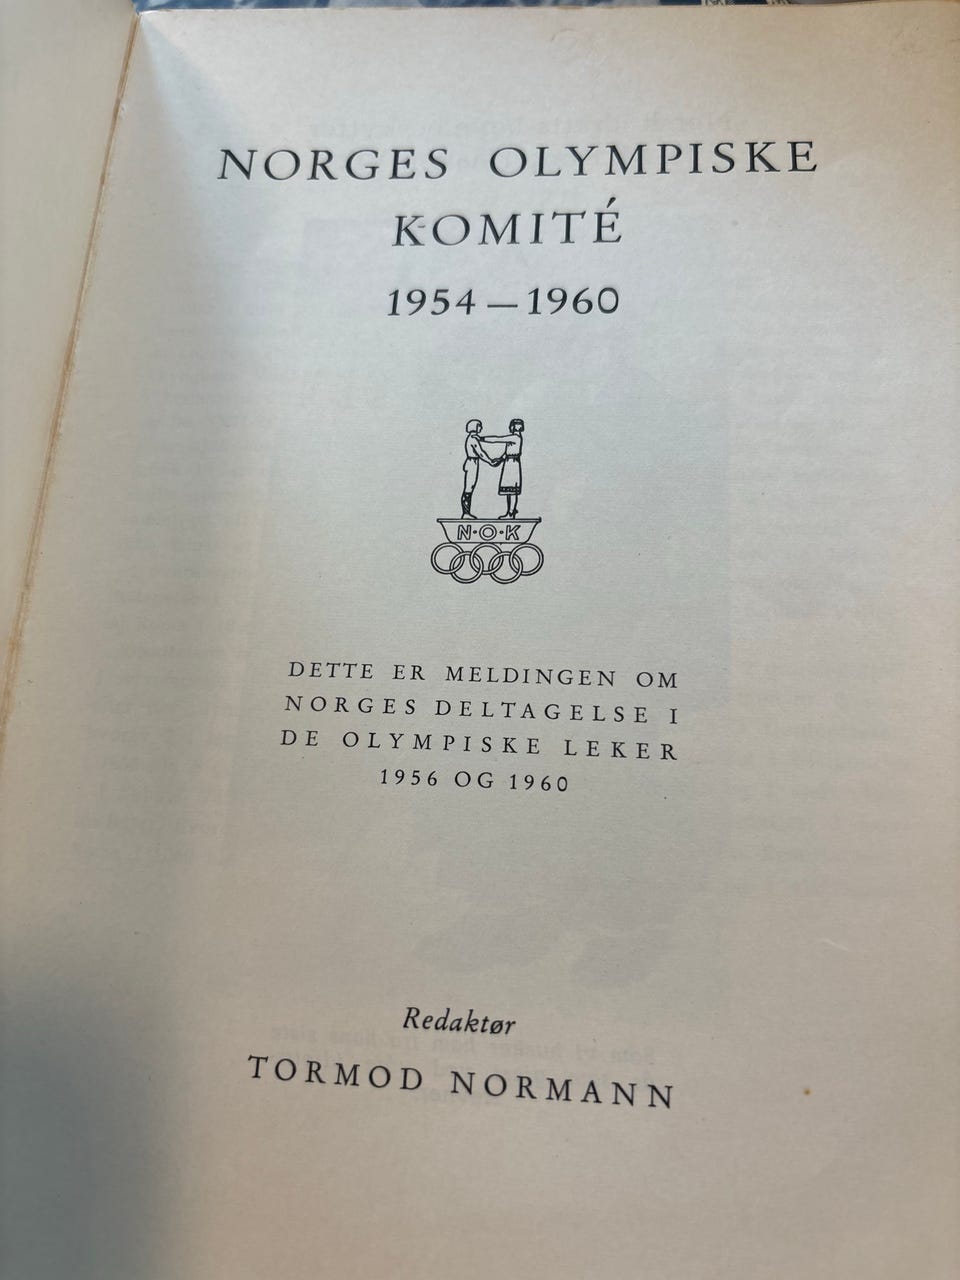 NORGES OLYMPISKE
KOMITÉ
1954 — 1960
N·O·K
DETTE ER MELDINGEN OM
NORGES DELTAGELSE I
DE OLYMPISKE LEKER
1956 OG 1960
Redaktør
TORMOD NORMANN